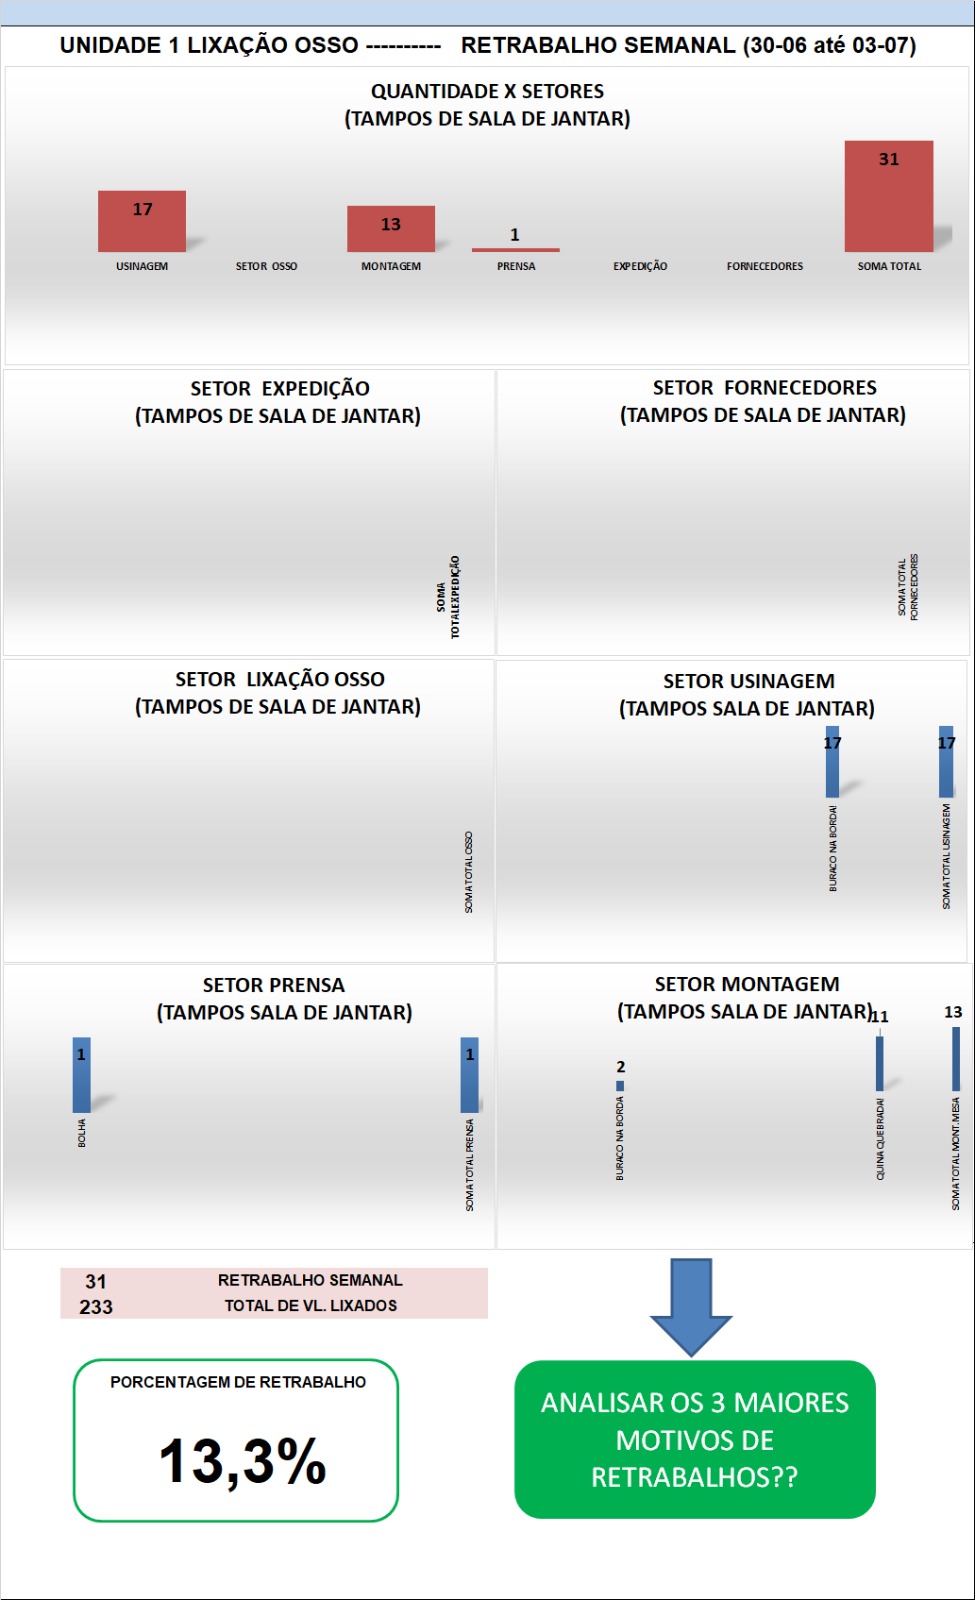 UNIDADE 1 LIXAÇÃO OSSO ---------- RETRABALHO SEMANAL (30-06 até 03-07)
QUANTIDADE X SETORES
(TAMPOS DE SALA DE JANTAR)
17
13
1
31
USINAGEM
SETOR OSSO
MONTAGEM
PRENSA
EXPEDIÇÃO
FORNECEDORES
SOMA TOTAL
SETOR EXPEDIÇÃO
(TAMPOS DE SALA DE JANTAR)
SOMA
TOTALEXPEDIÇÃO
SETOR FORNECEDORES
(TAMPOS DE SALA DE JANTAR)
SOMA TOTAL
FORNECEDORES
SETOR LIXAÇÃO OSSO
(TAMPOS DE SALA DE JANTAR)
SOMA TOTAL OSSO
SETOR USINAGEM
(TAMPOS SALA DE JANTAR)
17
17
BURACO NA BORDA!
SOMA TOTAL USINAGEM
SETOR PRENSA
(TAMPOS SALA DE JANTAR)
1
1
BOLHA
SOMA TOTAL PRENSA
SETOR MONTAGEM
(TAMPOS SALA DE JANTAR)
2
11
13
BURACO NA BORDA
QUINA QUEBRADA!
SOMA TOTAL MONT. MESA
31 RETRABALHO SEMANAL
233 TOTAL DE VL. LIXADOS
PORCENTAGEM DE RETRABALHO
13,3%
ANALISAR OS 3 MAIORES
MOTIVOS DE
RETRABALHOS??